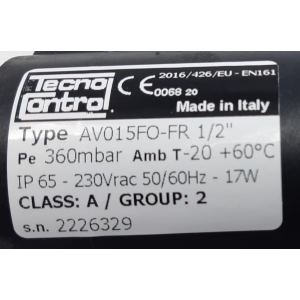 Tecno
Control
CE 2016/426/EU - EN161
0068 20
Made in Italy
Type AV015FO-FR 1/2"
Pe 360mbar Amb T-20 +60°C
IP 65 - 230Vrac 50/60Hz - 17W
CLASS: A / GROUP: 2
s.n. 2226329